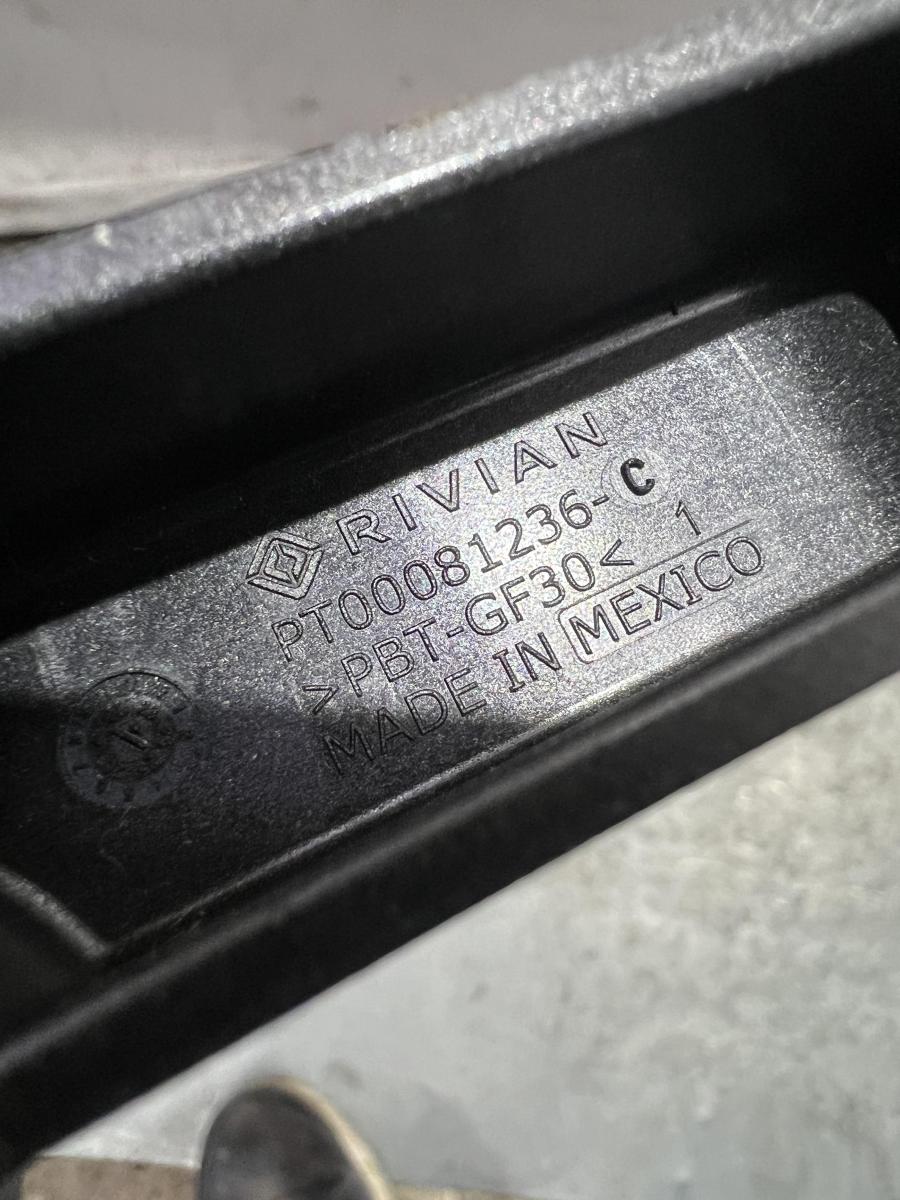 RIVIAN
PT00081236-C
>PBT-GF30< 1
MADE IN MEXICO